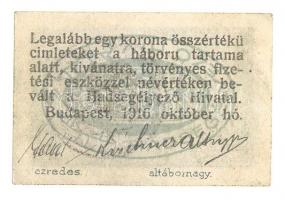 Legalább egy korona összértékü
cimleteket a háboru tartama
alatt, kivánatra, törvényes fize-
tési eszközzel névértéken be-
vált a Hadsegélyező Hivatal.
Budapest, 1916 október hó.
ezredes. altábornagy.